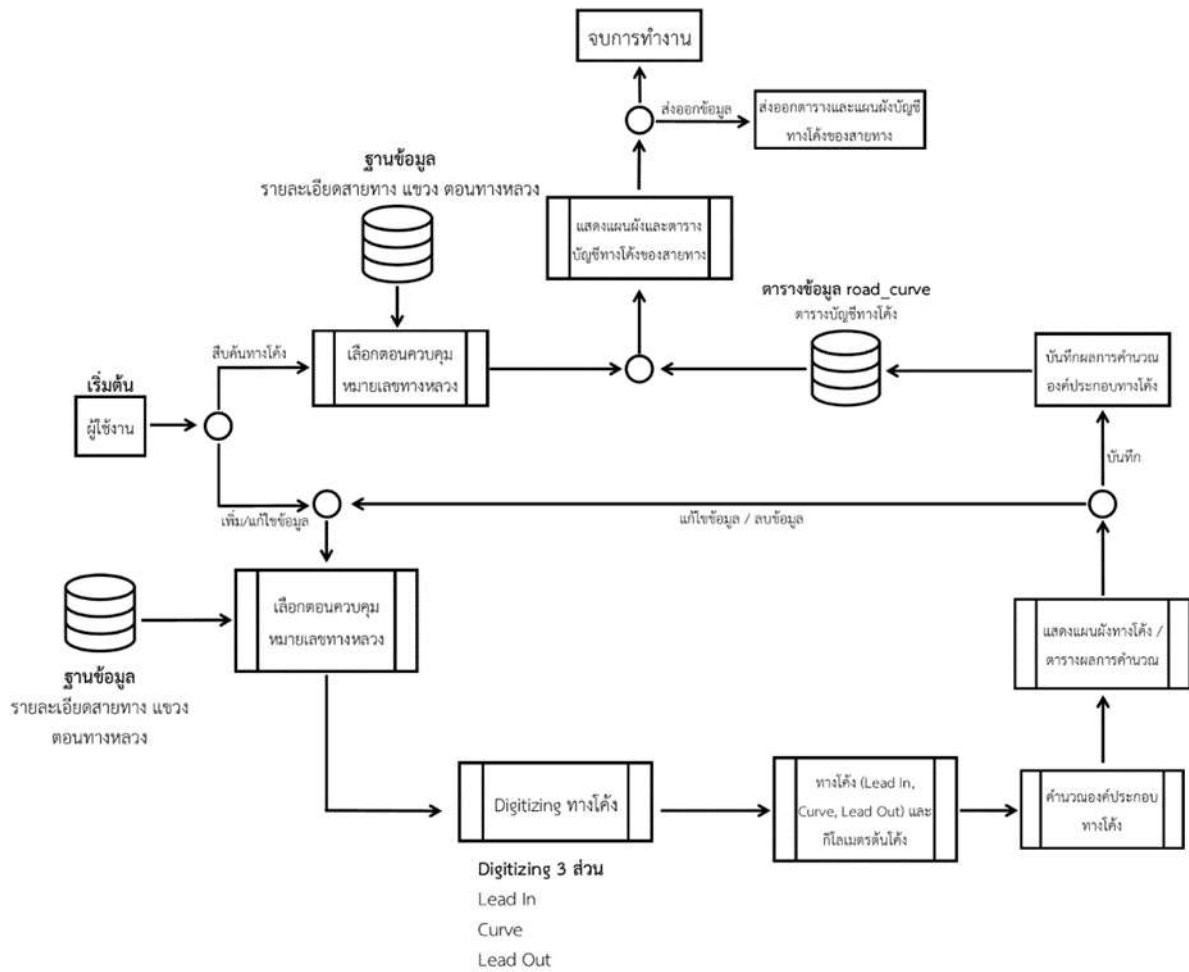 จบการทำงาน
ส่งออกข้อมูล
ส่งออกตารางและแผนผังบัญชี
ทางโค้งของสายทาง
ฐานข้อมูล
รายละเอียดสายทาง แขวง ตอนทางหลวง
แสดงแผนผังและตาราง
บัญชีทางโค้งของสายทาง
ตารางข้อมูล road_curve
ตารางบัญชีทางโค้ง
สืบค้นทางโค้ง
เลือกตอนควบคุม
หมายเลขทางหลวง
บันทึกผลการคำนวณ
องค์ประกอบทางโค้ง
เริ่มต้น
ผู้ใช้งาน
บันทึก
เพิ่ม/แก้ไขข้อมูล
แก้ไขข้อมูล / ลบข้อมูล
เลือกตอนควบคุม
หมายเลขทางหลวง
แสดงแผนผังทางโค้ง /
ตารางผลการคำนวณ
ฐานข้อมูล
รายละเอียดสายทาง แขวง
ตอนทางหลวง
Digitizing ทางโค้ง
ทางโค้ง (Lead In,
Curve, Lead Out) และ
กิโลเมตรต้นโค้ง
คำนวณองค์ประกอบ
ทางโค้ง
Digitizing 3 ส่วน
Lead In
Curve
Lead Out